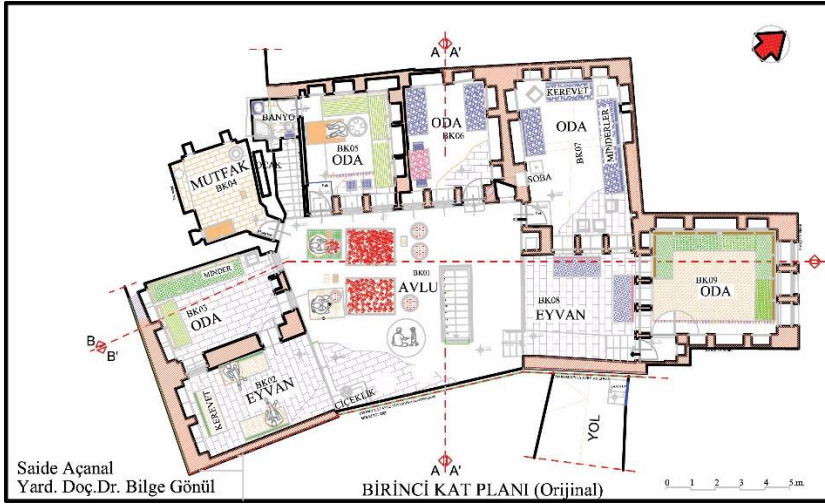 A A'
BANYO
BK05
ODA
ODA
BK06
KEREVET
ODA
BK07
MİNDERLER
SOBA
MUTFAK
BK04
OCAK
BK01
AVLU
BK08
EYVAN
BK09
ODA
MINDER
BK03
ODA
B
B'
BK02
EYVAN
KEREVET
ÇİÇEKLİK
YOL
A A'
Saide Açanal
Yard. Doç.Dr. Bilge Gönül
BİRİNCİ KAT PLANI (Orijinal)
0 1 2 3 4 5 m.